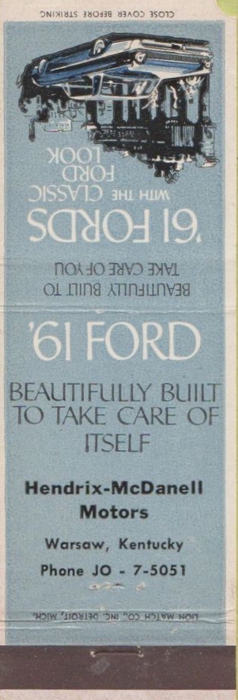 CLOSE COVER BEFORE STRIKING
'61 FORDS
WITH THE CLASSIC
FORD
LOOK
BEAUTIFULLY BUILT TO
TAKE CARE OF YOU
'61 FORD
BEAUTIFULLY BUILT
TO TAKE CARE OF
ITSELF
Hendrix-McDanell
Motors
Warsaw, Kentucky
Phone JO - 7-5051
LION MATCH CO., INC. DETROIT, MICH.